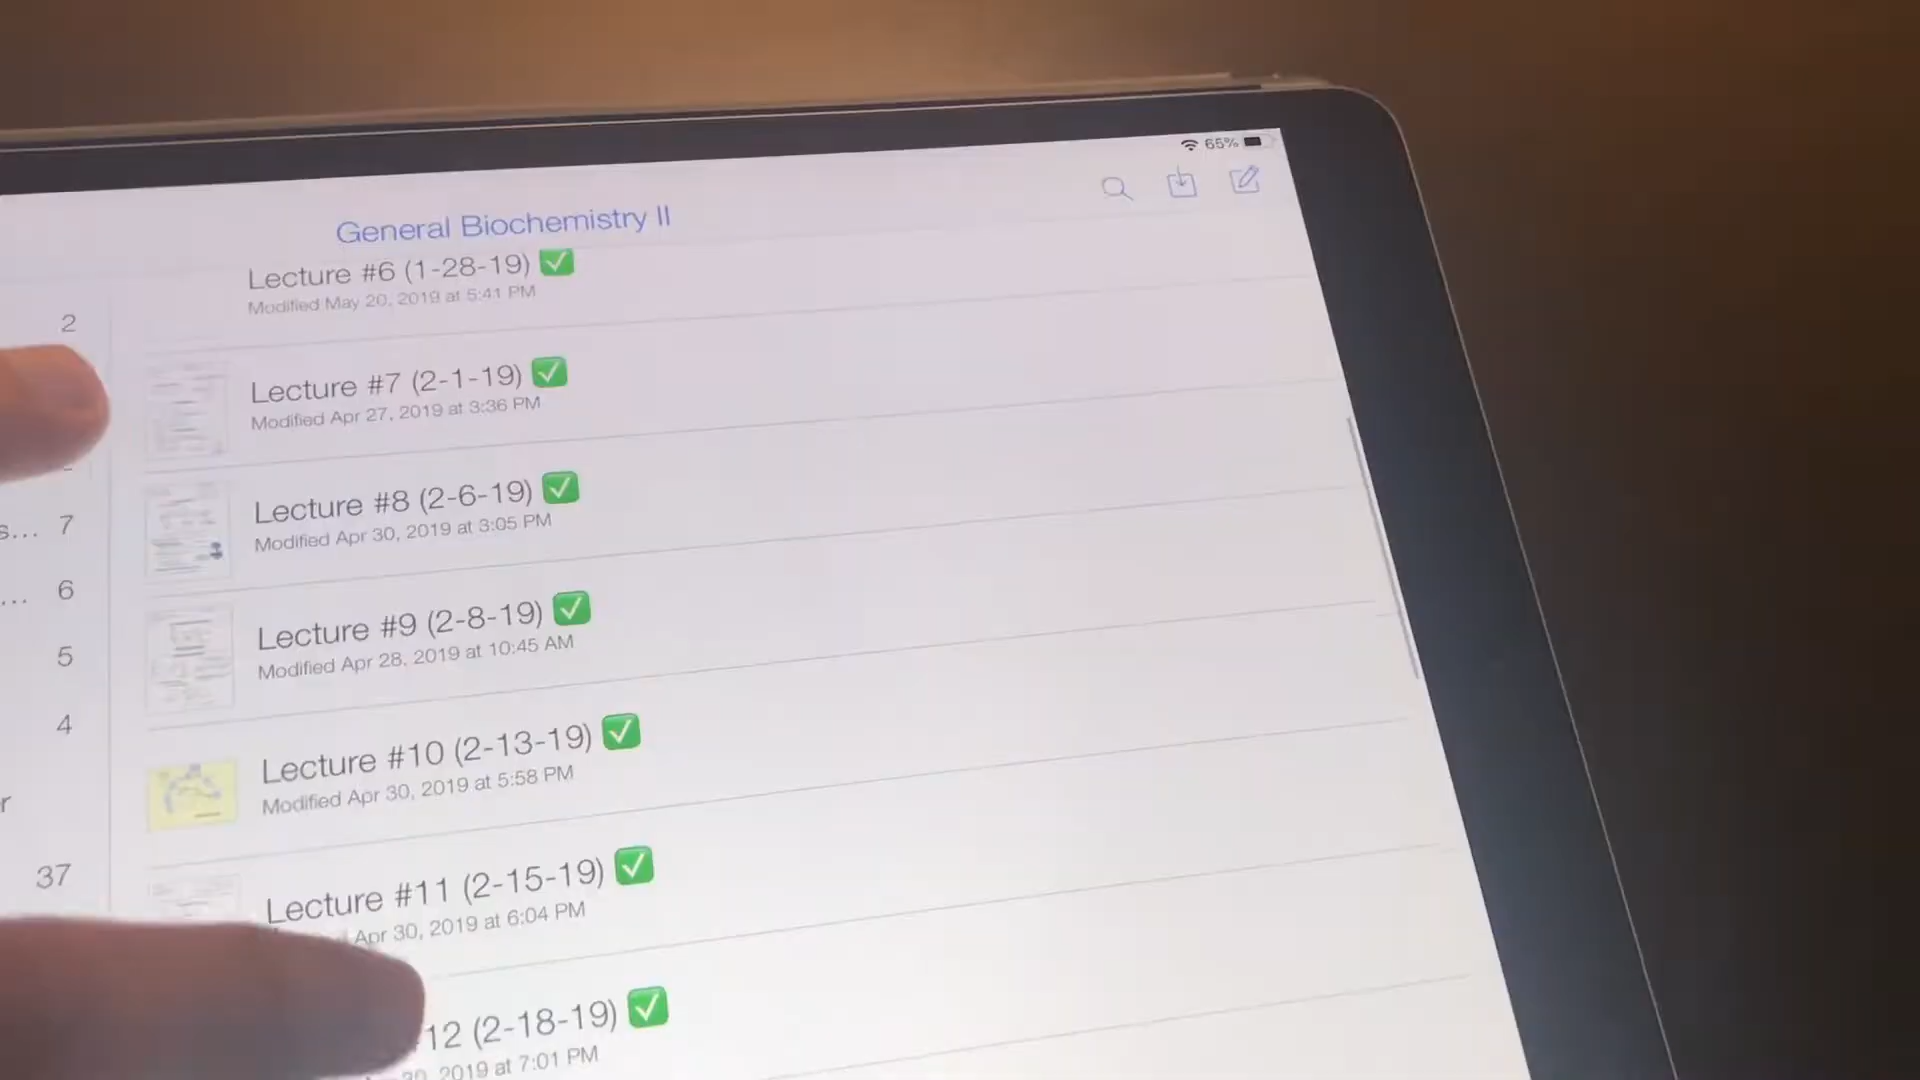 65%
General Biochemistry II
Lecture #6 (1-28-19) ✅
Modified May 20, 2019 at 5:41 PM
2
Lecture #7 (2-1-19) ✅
Modified Apr 27, 2019 at 3:36 PM
Lecture #8 (2-6-19) ✅
Modified Apr 30, 2019 at 3:05 PM
s... 7
... 6
Lecture #9 (2-8-19) ✅
Modified Apr 28, 2019 at 10:45 AM
5
4
Lecture #10 (2-13-19) ✅
Modified Apr 30, 2019 at 5:58 PM
r
37
Lecture #11 (2-15-19) ✅
Apr 30, 2019 at 6:04 PM
12 (2-18-19) ✅
30, 2019 at 7:01 PM